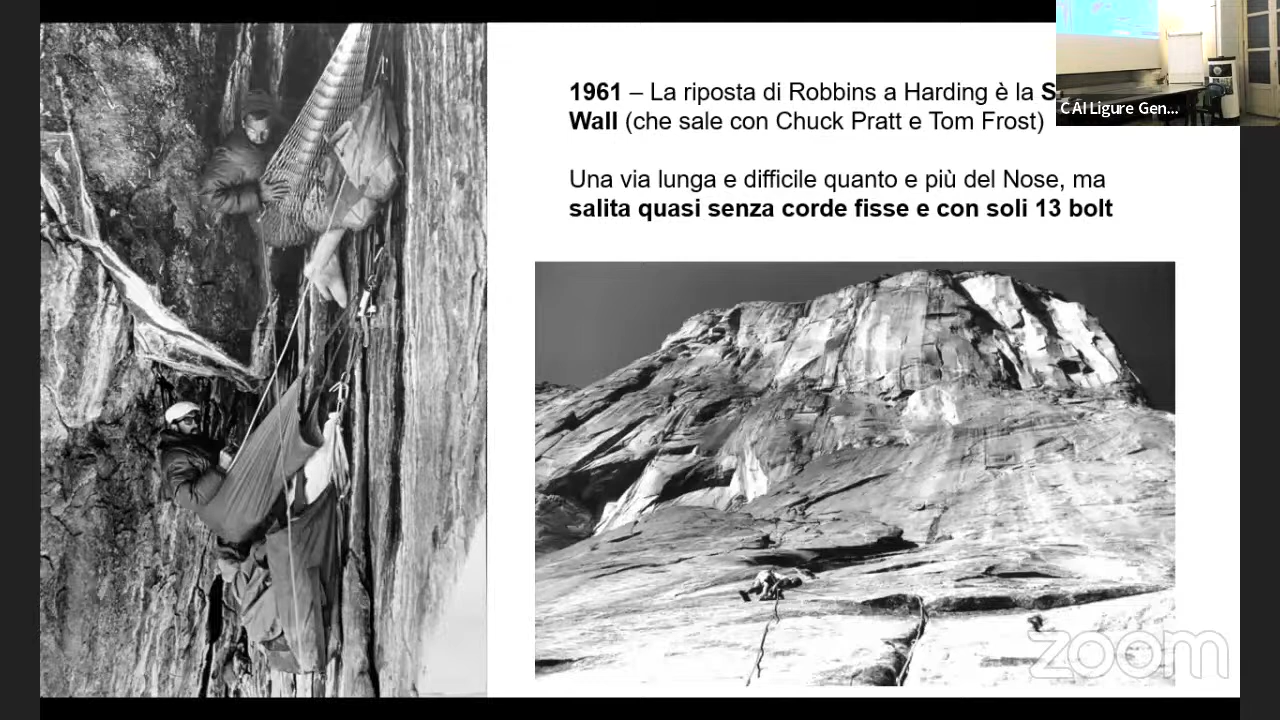 1961 – La riposta di Robbins a Harding è la S
Wall (che sale con Chuck Pratt e Tom Frost)
Una via lunga e difficile quanto e più del Nose, ma
salita quasi senza corde fisse e con soli 13 bolt
CAI Ligure Gen...
zoom